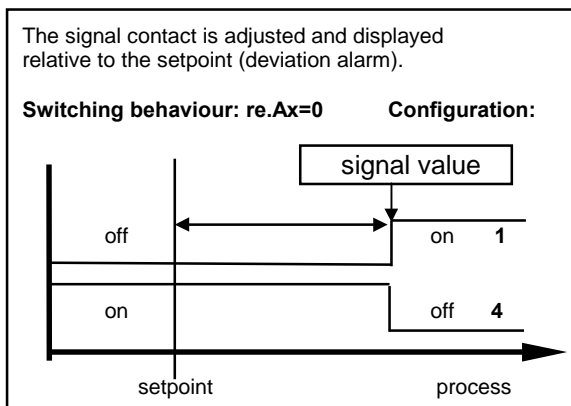 The signal contact is adjusted and displayed
relative to the setpoint (deviation alarm).
Switching behaviour: re.Ax=0 Configuration:
signal value
off on 1
on off 4
setpoint process